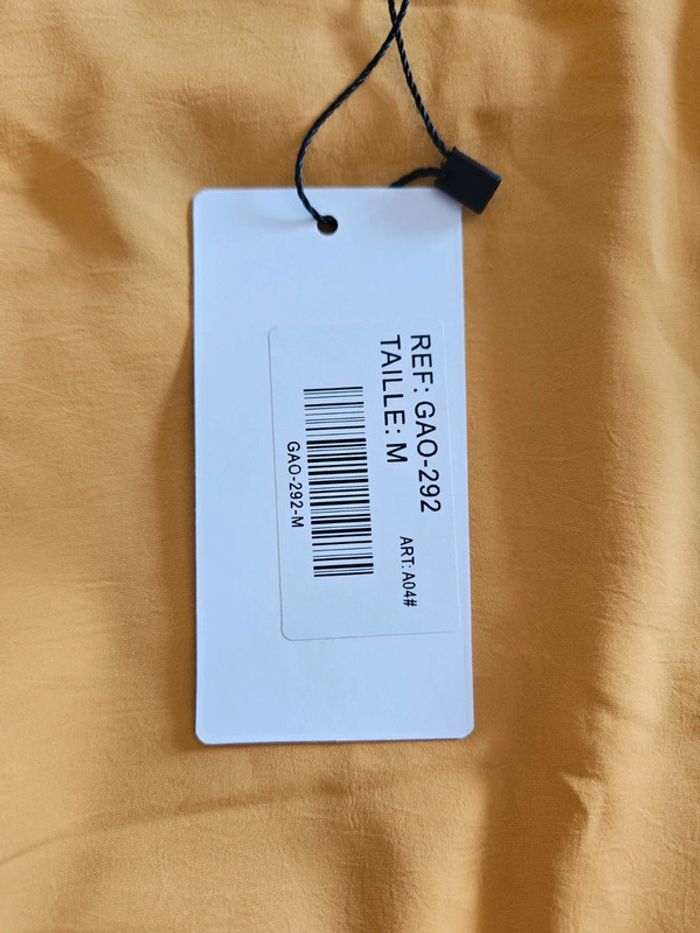 REF: GAO-292
TAILLE: M
ART: A04#
GAO-292-M